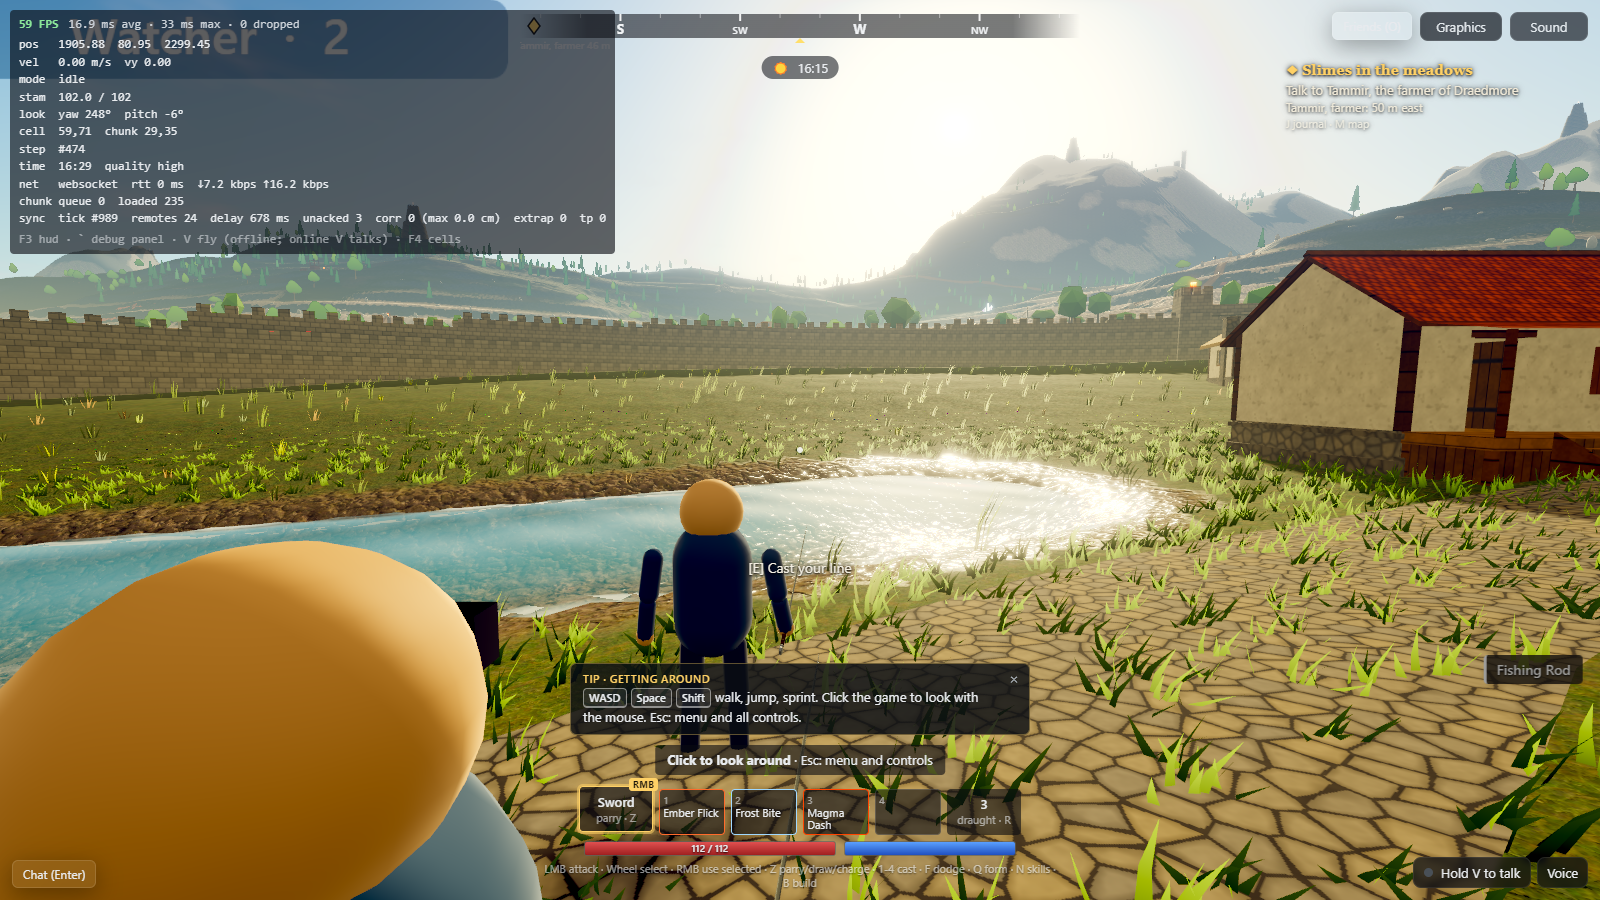 Watcher · 2
59 FPS 16.9 ms avg · 33 ms max · 0 dropped
pos 1905.88 80.95 2299.45
vel 0.00 m/s vy 0.00
mode idle
stam 102.0 / 102
look yaw 248° pitch -6°
cell 59,71 chunk 29,35
step #474
time 16:29 quality high
net websocket rtt 0 ms ↓7.2 kbps ↑16.2 kbps
chunk queue 0 loaded 235
sync tick #989 remotes 24 delay 678 ms unacked 3 corr 0 (max 0.0 cm) extrap 0 tp 0
F3 hud · ` debug panel · V fly (offline; online V talks) · F4 cells
S SW W NW
Tammir, farmer 46 m
16:15
Graphics
Sound
Slimes in the meadows
Talk to Tammir, the farmer of Draedmore
Tammir, farmer: 50 m east
J journal · M map
[E] Cast your line
Fishing Rod
TIP · GETTING AROUND
WASD Space Shift walk, jump, sprint. Click the game to look with
the mouse. Esc: menu and all controls.
×
Click to look around · Esc: menu and controls
RMB
Sword
parry · Z
1
Ember Flick
2
Frost Bite
3
Magma
Dash
4
3
draught · R
112 / 112
LMB attack · Wheel select · RMB use selected · Z parry/draw/charge · 1-4 cast · F dodge · Q form · N skills ·
B build
Chat (Enter)
Hold V to talk
Voice